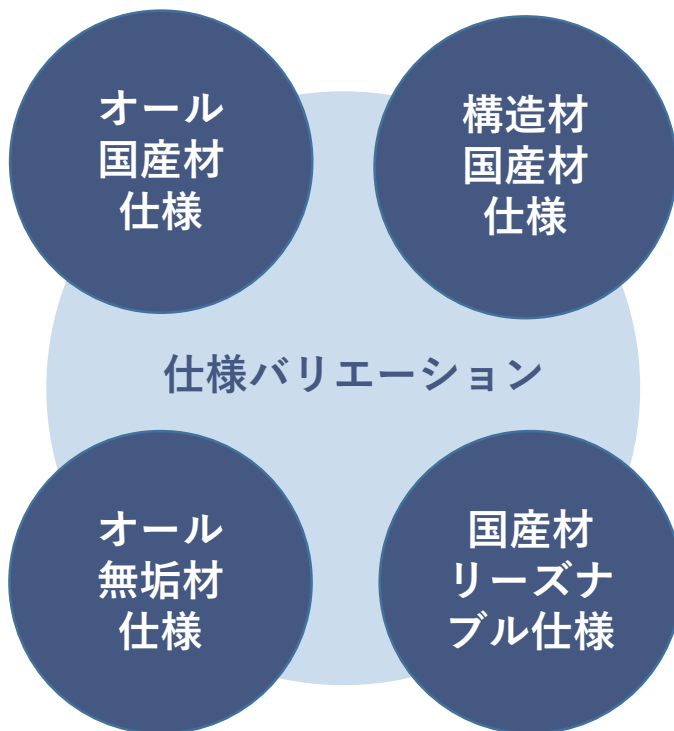 オール
国産材
仕様
構造材
国産材
仕様
仕様バリエーション
オール
無垢材
仕様
国産材
リーズナ
ブル仕様